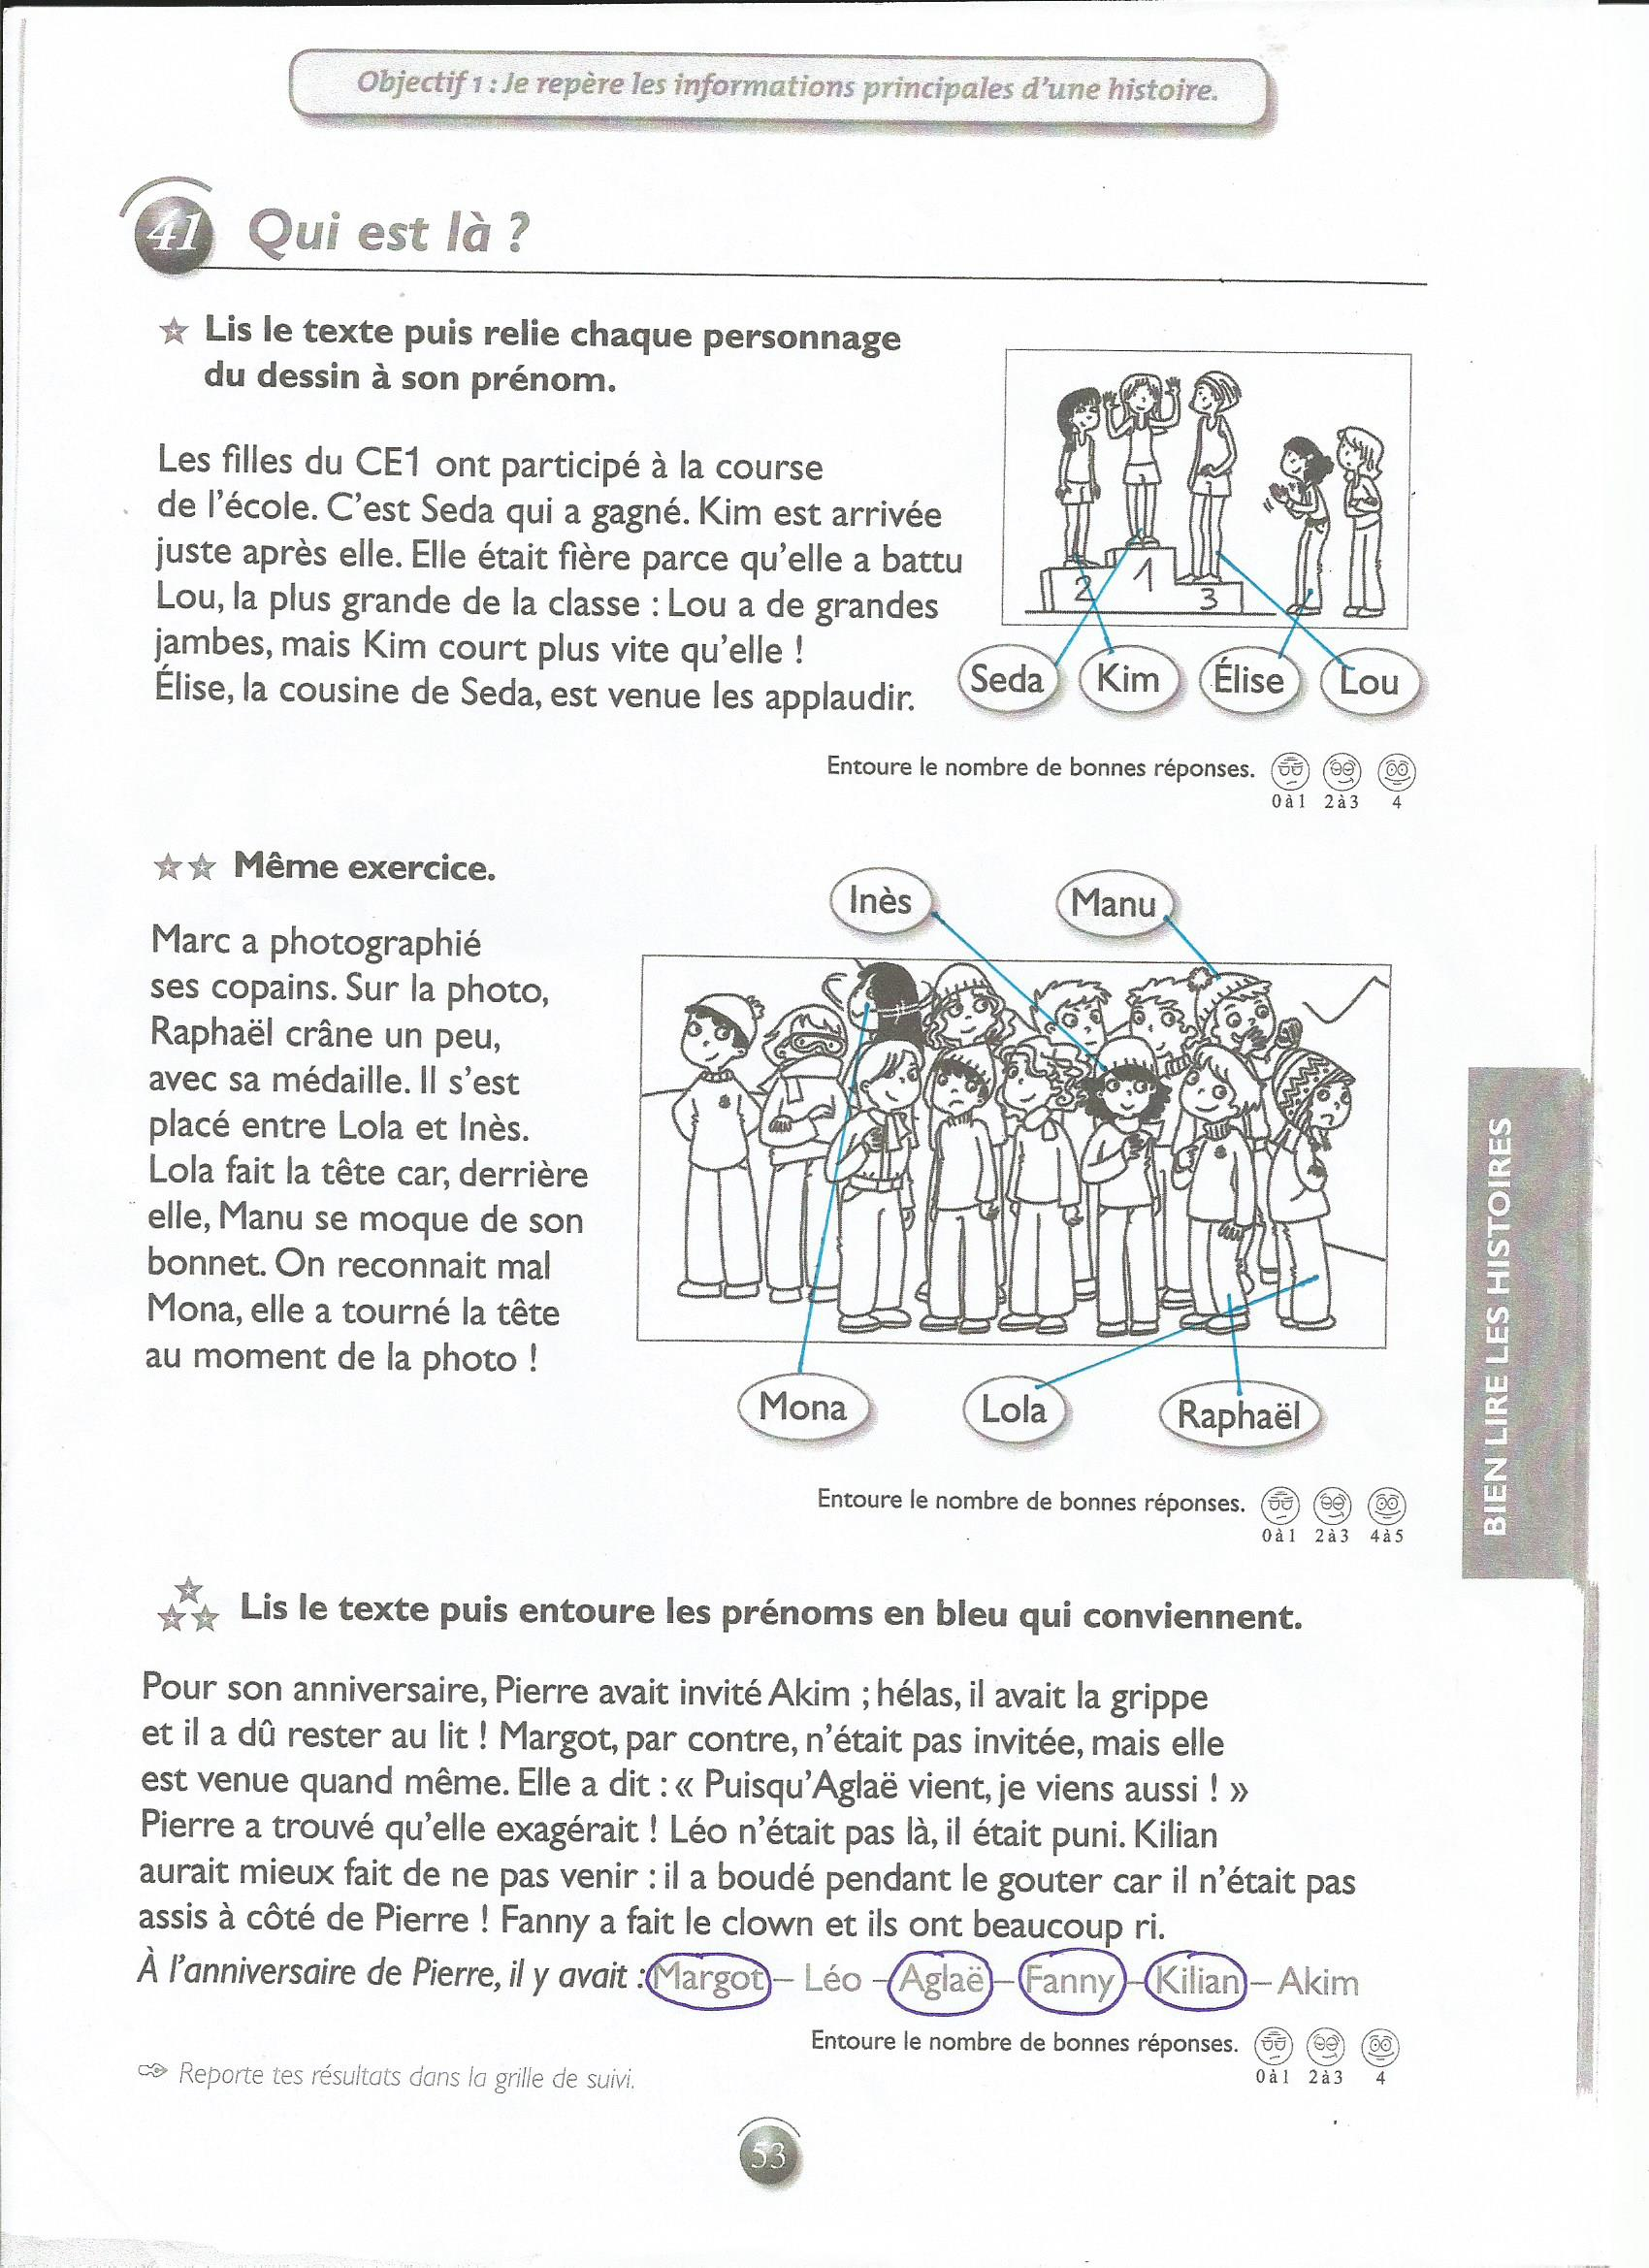 Objectif 1 : Je repère les informations principales d'une histoire.
41 Qui est là ?
Lis le texte puis relie chaque personnage
du dessin à son prénom.
Les filles du CE1 ont participé à la course
de l'école. C'est Seda qui a gagné. Kim est arrivée
juste après elle. Elle était fière parce qu'elle a battu
Lou, la plus grande de la classe : Lou a de grandes
jambes, mais Kim court plus vite qu'elle !
Élise, la cousine de Seda, est venue les applaudir.
2 1 3
Seda Kim Élise Lou
Entoure le nombre de bonnes réponses.
0 à 1 2 à 3 4
Même exercice.
Marc a photographié
ses copains. Sur la photo,
Raphaël crâne un peu,
avec sa médaille. Il s'est
placé entre Lola et Inès.
Lola fait la tête car, derrière
elle, Manu se moque de son
bonnet. On reconnait mal
Mona, elle a tourné la tête
au moment de la photo !
Inès Manu
Mona Lola Raphaël
Entoure le nombre de bonnes réponses.
0 à 1 2 à 3 4 à 5
BIEN LIRE LES HISTOIRES
Lis le texte puis entoure les prénoms en bleu qui conviennent.
Pour son anniversaire, Pierre avait invité Akim ; hélas, il avait la grippe
et il a dû rester au lit ! Margot, par contre, n'était pas invitée, mais elle
est venue quand même. Elle a dit : « Puisqu'Aglaë vient, je viens aussi ! »
Pierre a trouvé qu'elle exagérait ! Léo n'était pas là, il était puni. Kilian
aurait mieux fait de ne pas venir : il a boudé pendant le gouter car il n'était pas
assis à côté de Pierre ! Fanny a fait le clown et ils ont beaucoup ri.
À l'anniversaire de Pierre, il y avait : Margot – Léo – Aglaë – Fanny – Kilian – Akim
Entoure le nombre de bonnes réponses.
0 à 1 2 à 3 4
Reporte tes résultats dans la grille de suivi.
53